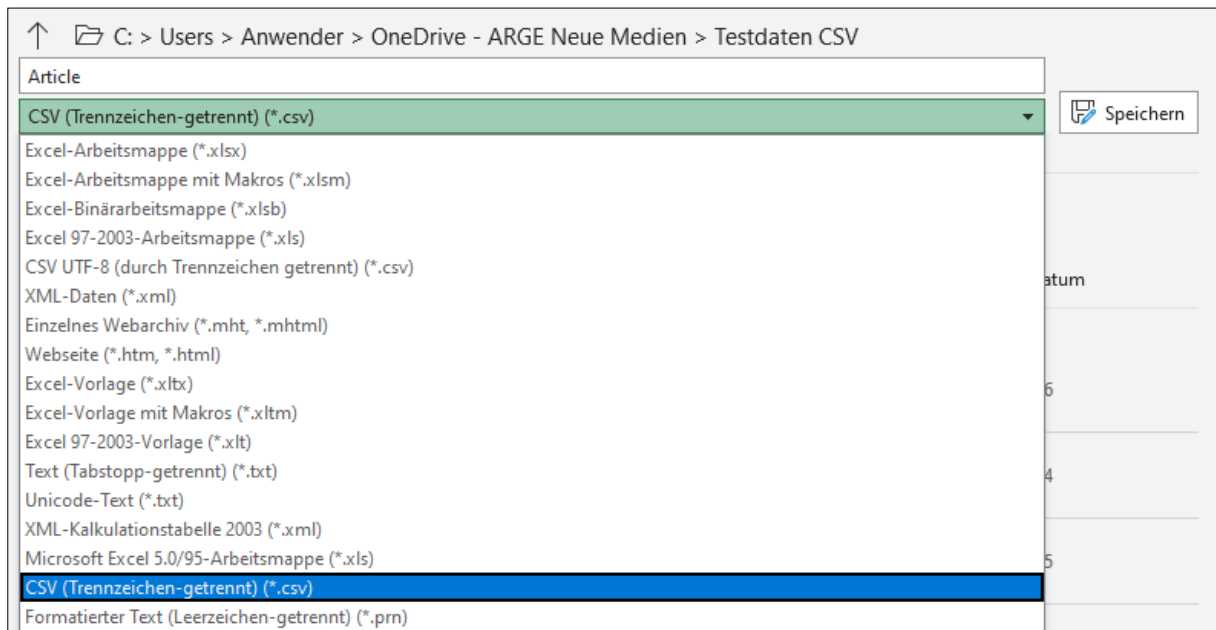 C: > Users > Anwender > OneDrive - ARGE Neue Medien > Testdaten CSV
Article
CSV (Trennzeichen-getrennt) (*.csv)
Speichern
Excel-Arbeitsmappe (*.xlsx)
Excel-Arbeitsmappe mit Makros (*.xlsm)
Excel-Binärarbeitsmappe (*.xlsb)
Excel 97-2003-Arbeitsmappe (*.xls)
CSV UTF-8 (durch Trennzeichen getrennt) (*.csv)
atum
XML-Daten (*.xml)
Einzelnes Webarchiv (*.mht, *.mhtml)
Webseite (*.htm, *.html)
Excel-Vorlage (*.xltx)
6
Excel-Vorlage mit Makros (*.xltm)
Excel 97-2003-Vorlage (*.xlt)
Text (Tabstopp-getrennt) (*.txt)
4
Unicode-Text (*.txt)
XML-Kalkulationstabelle 2003 (*.xml)
Microsoft Excel 5.0/95-Arbeitsmappe (*.xls)
5
CSV (Trennzeichen-getrennt) (*.csv)
Formatierter Text (Leerzeichen-getrennt) (*.prn)